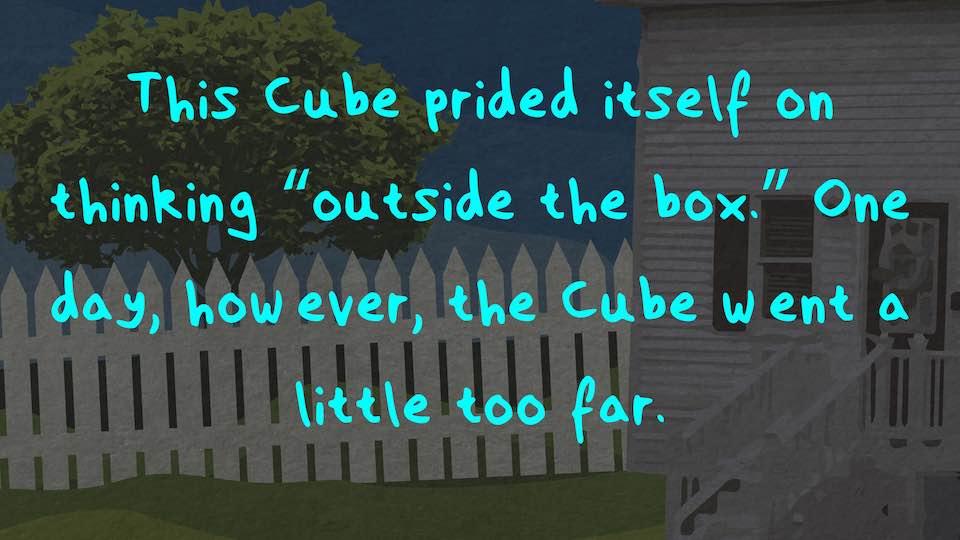 This Cube prided itself on
thinking “outside the box.” One
day, however, the Cube went a
little too far.